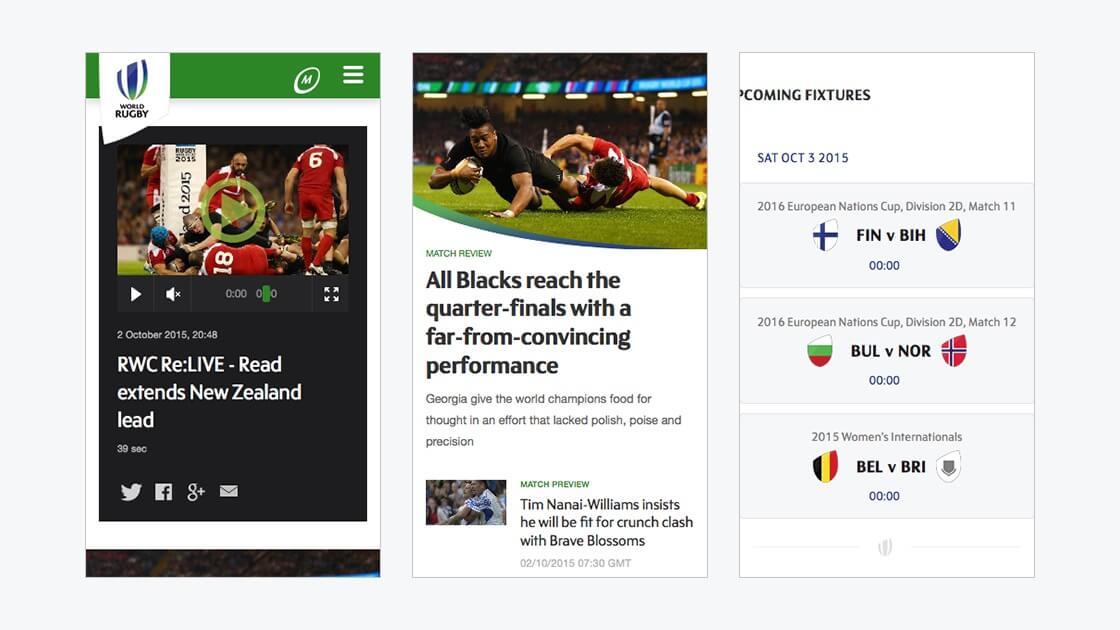 WORLD
RUGBY
M
RUGBY
2015
2015
6
18
0:00
2 October 2015, 20:48
RWC Re:LIVE - Read
extends New Zealand
lead
39 sec
MATCH REVIEW
All Blacks reach the
quarter-finals with a
far-from-convincing
performance
Georgia give the world champions food for
thought in an effort that lacked polish, poise and
precision
MATCH PREVIEW
Tim Nanai-Williams insists
he will be fit for crunch clash
with Brave Blossoms
02/10/2015 07:30 GMT
PCOMING FIXTURES
SAT OCT 3 2015
2016 European Nations Cup, Division 2D, Match 11
FIN v BIH
00:00
2016 European Nations Cup, Division 2D, Match 12
BUL v NOR
00:00
2015 Women's Internationals
BEL v BRI
00:00